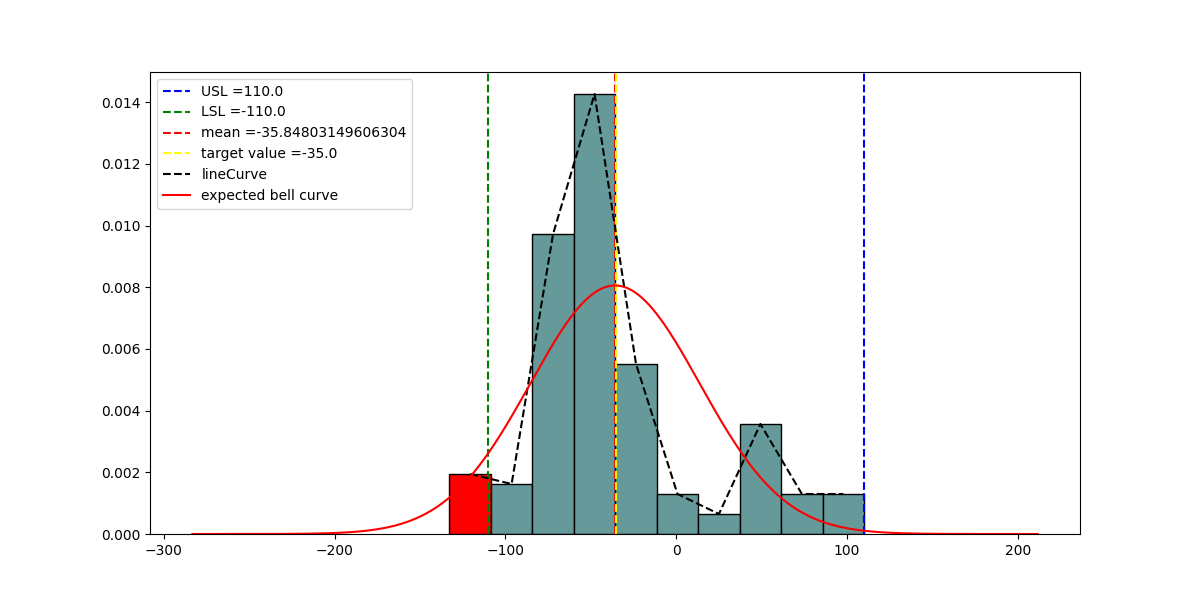 USL =110.0
LSL =-110.0
mean =-35.84803149606304
target value =-35.0
lineCurve
expected bell curve
0.014
0.012
0.010
0.008
0.006
0.004
0.002
0.000
−300 −200 −100 0 100 200